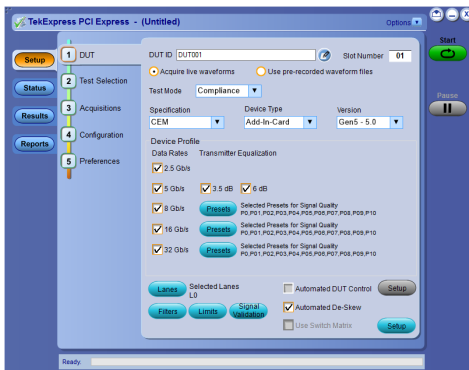 TekExpress PCI Express - (Untitled)
Options
Start
Pause
Setup
Status
Results
Reports
1 DUT
2 Test Selection
3 Acquisitions
4 Configuration
5 Preferences
DUT ID DUT001
Slot Number 01
Acquire live waveforms
Use pre-recorded waveform files
Test Mode Compliance
Specification Device Type Version
CEM Add-In-Card Gen5 - 5.0
Device Profile
Data Rates Transmitter Equalization
2.5 Gb/s
5 Gb/s 3.5 dB 6 dB
8 Gb/s Presets Selected Presets for Signal Quality
P0,P01,P02,P03,P04,P05,P06,P07,P08,P09,P10
16 Gb/s Presets Selected Presets for Signal Quality
P0,P01,P02,P03,P04,P05,P06,P07,P08,P09,P10
32 Gb/s Presets Selected Presets for Signal Quality
P0,P01,P02,P03,P04,P05,P06,P07,P08,P09,P10
Lanes Selected Lanes
L0
Automated DUT Control Setup
Filters Limits Signal Validation
Automated De-Skew
Use Switch Matrix Setup
Ready.